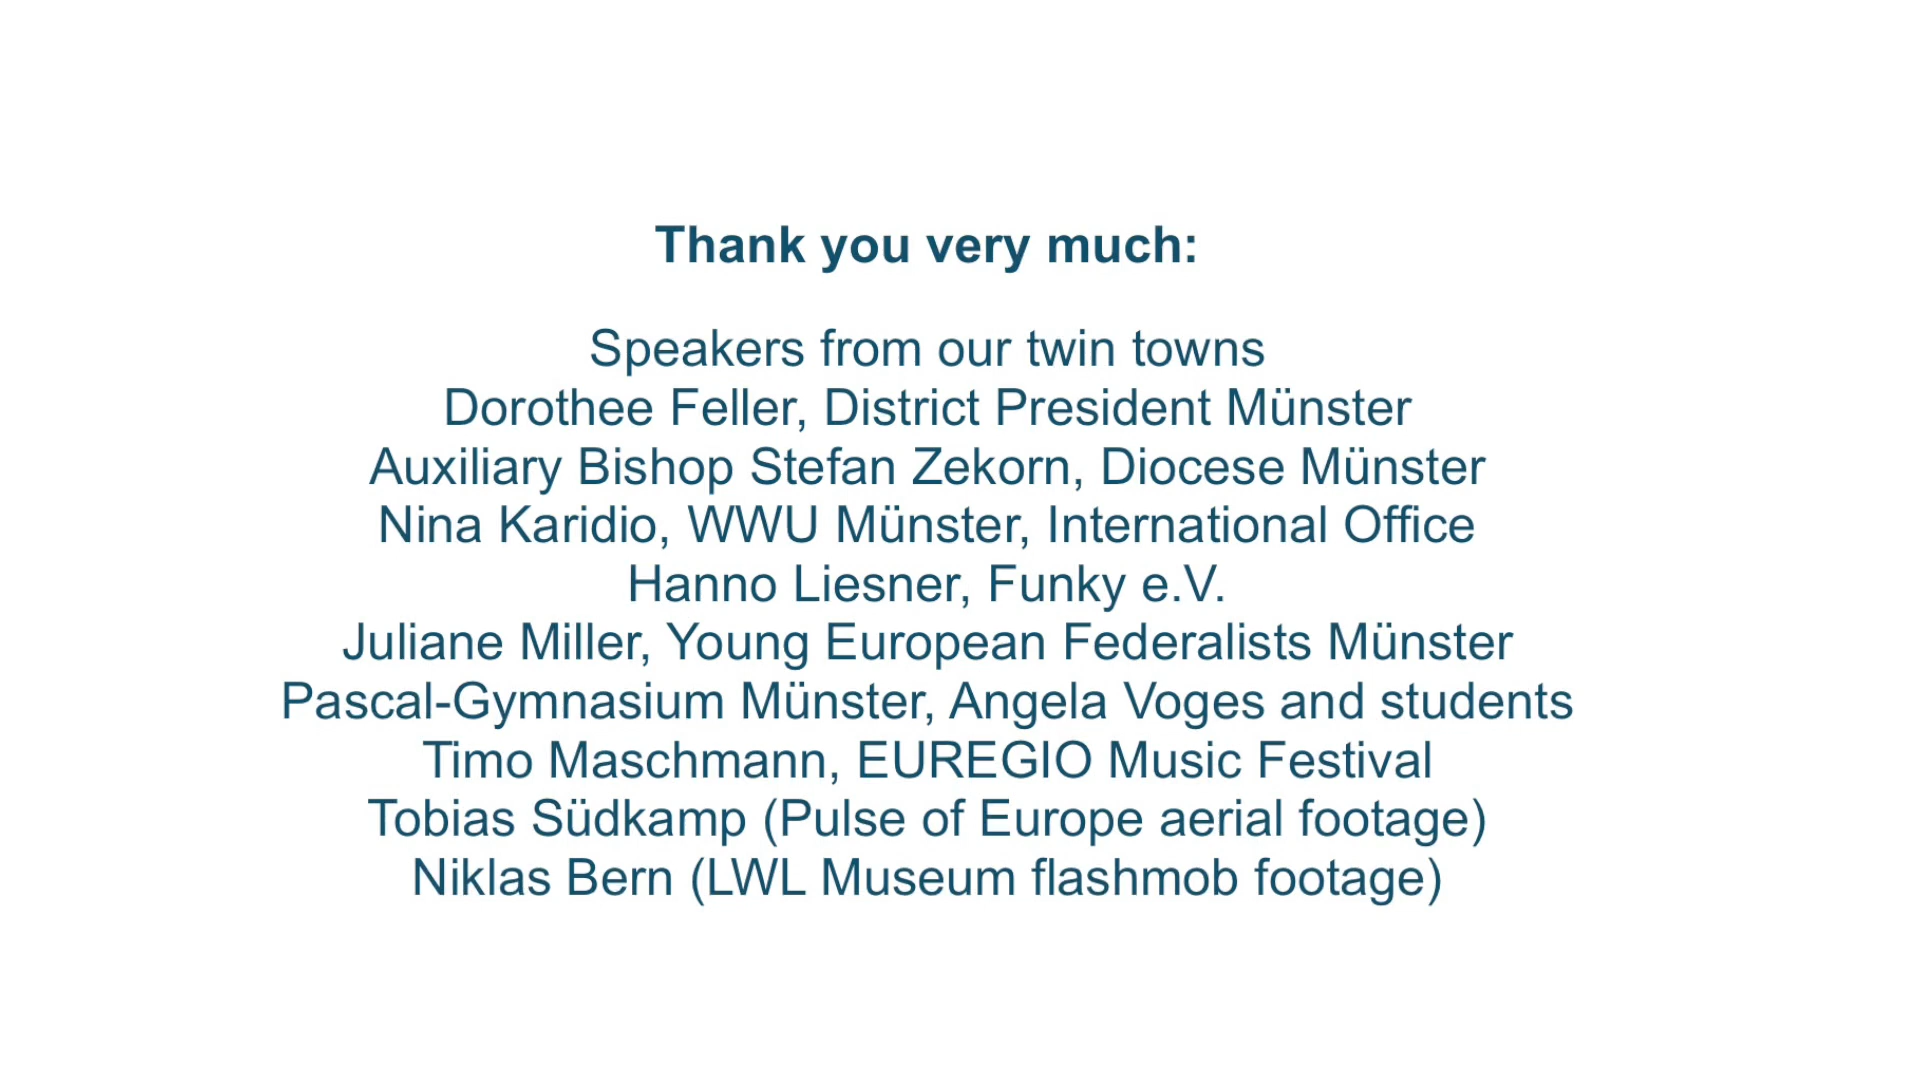 Thank you very much:
Speakers from our twin towns
Dorothee Feller, District President Münster
Auxiliary Bishop Stefan Zekorn, Diocese Münster
Nina Karidio, WWU Münster, International Office
Hanno Liesner, Funky e.V.
Juliane Miller, Young European Federalists Münster
Pascal-Gymnasium Münster, Angela Voges and students
Timo Maschmann, EUREGIO Music Festival
Tobias Südkamp (Pulse of Europe aerial footage)
Niklas Bern (LWL Museum flashmob footage)